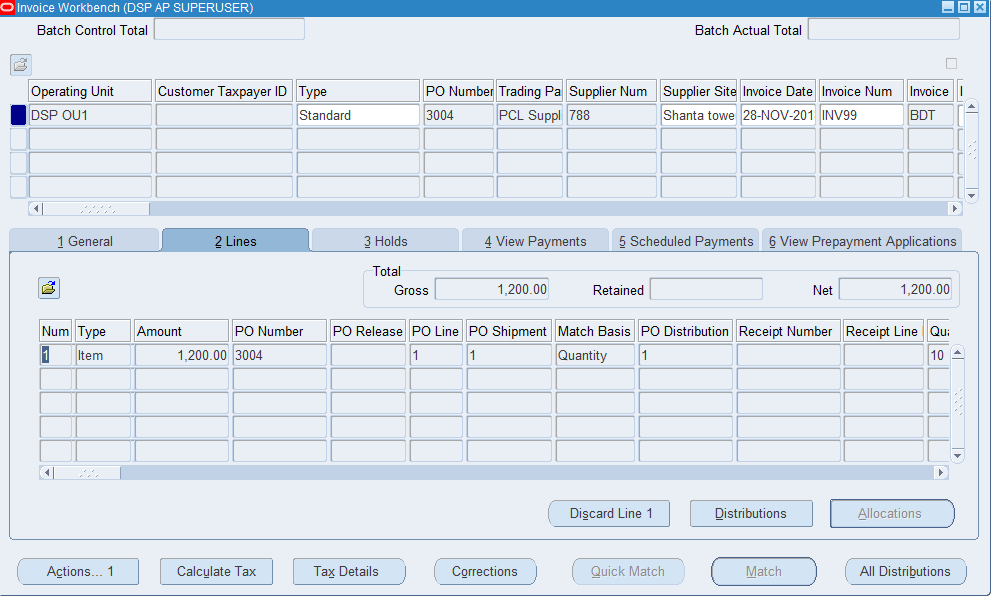 Invoice Workbench (DSP AP SUPERUSER)
Batch Control Total
Batch Actual Total
Operating Unit Customer Taxpayer ID Type PO Number Trading Pa Supplier Num Supplier Site Invoice Date Invoice Num Invoice
DSP OU1 Standard 3004 PCL Suppl 788 Shanta towe 28-NOV-201 INV99 BDT
1 General 2 Lines 3 Holds 4 View Payments 5 Scheduled Payments 6 View Prepayment Applications
Total
Gross 1,200.00 Retained Net 1,200.00
Num Type Amount PO Number PO Release PO Line PO Shipment Match Basis PO Distribution Receipt Number Receipt Line Qua
1 Item 1,200.00 3004 1 1 Quantity 1 10
Discard Line 1 Distributions Allocations
Actions... 1 Calculate Tax Tax Details Corrections Quick Match Match All Distributions